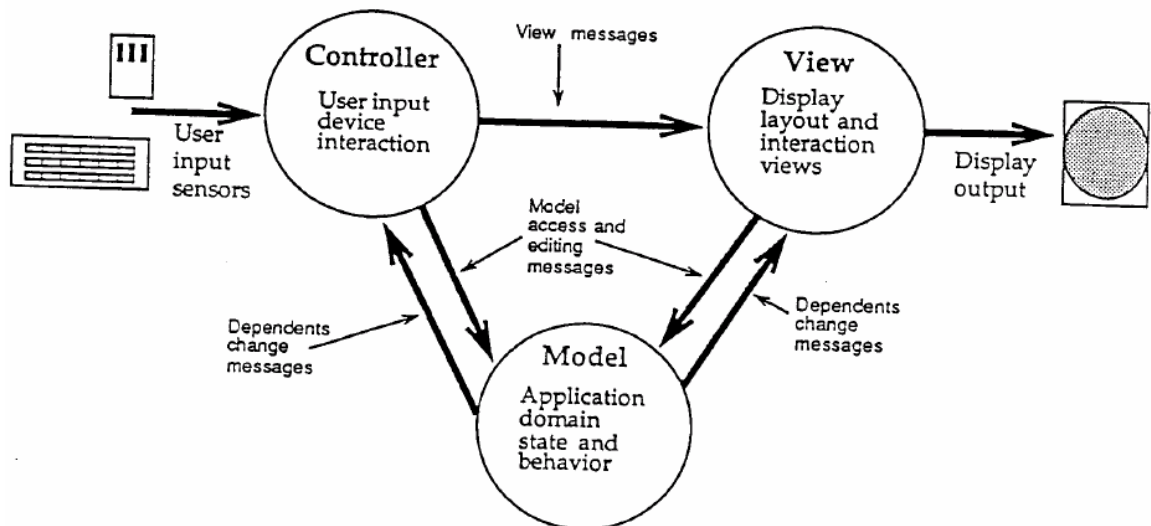 Controller
User input
device
interaction
View messages
View
Display
layout and
interaction
views
User
input
sensors
Display
output
Model
access and
editing
messages
Dependents
change
messages
Dependents
change
messages
Model
Application
domain
state and
behavior